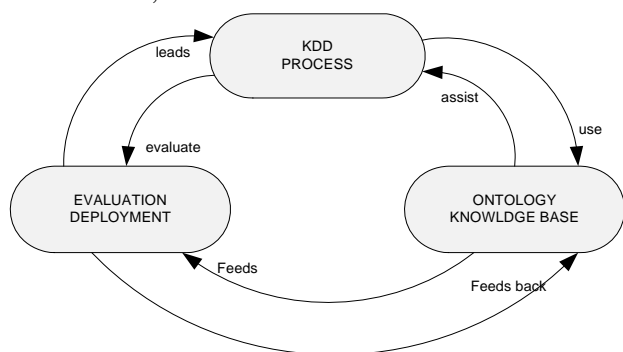 KDD
PROCESS
leads
assist
use
evaluate
EVALUATION
DEPLOYMENT
ONTOLOGY
KNOWLDGE BASE
Feeds
Feeds back